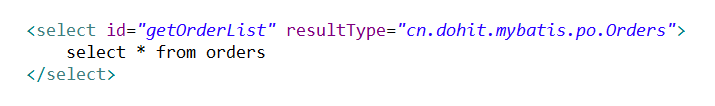 <select id="getOrderList" resultType="cn.dohit.mybatis.po.Orders">
    select * from orders
</select>